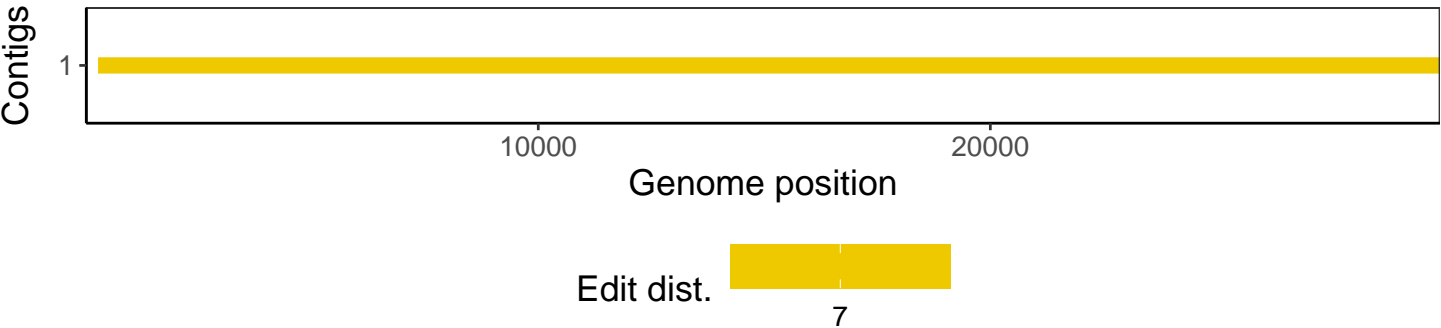 Contigs
1
10000 20000
Genome position
Edit dist.
7